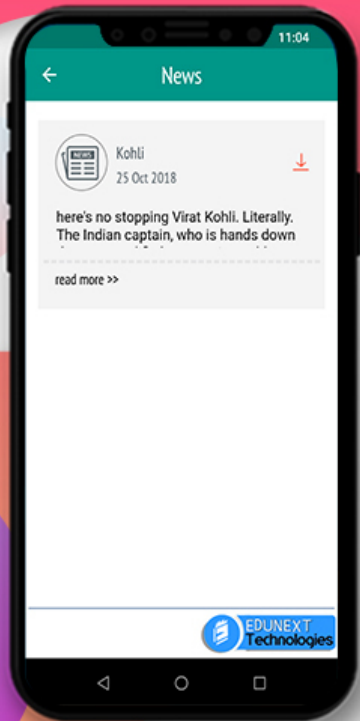 11:04
News
NEWS
Kohli
25 Oct 2018
here's no stopping Virat Kohli. Literally.
The Indian captain, who is hands down
read more >>
EDUNEXT
Technologies